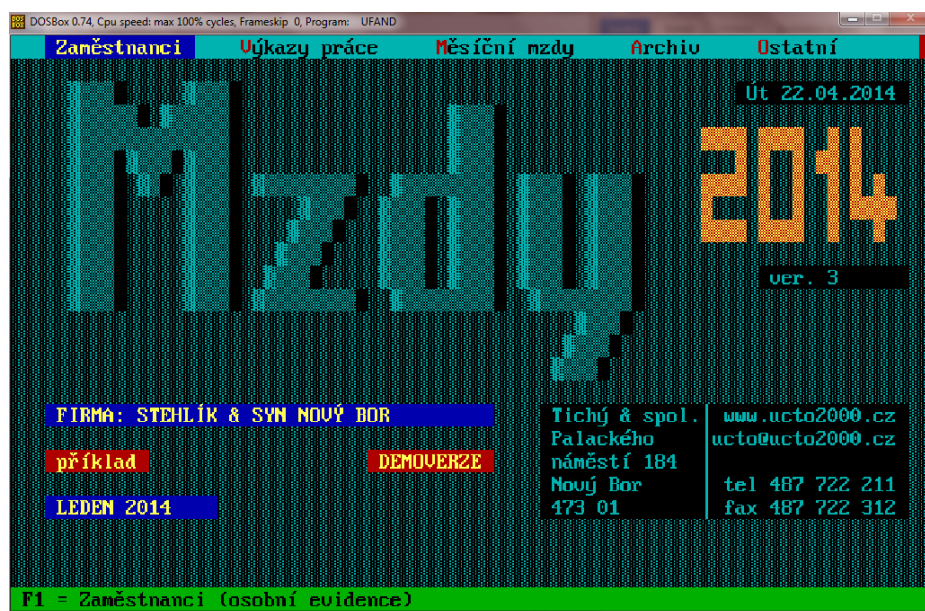 DOSBox 0.74, Cpu speed: max 100% cycles, Frameskip 0, Program: UFAND
Zaměstnanci Výkazy práce Měsíční mzdy Archiv Ostatní
Út 22.04.2014
Mzdy
2014
ver. 3
FIRMA: STEHLÍK & SYN NOVÝ BOR
příklad DEMOVERZE
LEDEN 2014
Tichý & spol. www.ucto2000.cz
Palackého ucto@ucto2000.cz
náměstí 184
Nový Bor tel 487 722 211
473 01 fax 487 722 312
F1 = Zaměstnanci (osobní evidence)